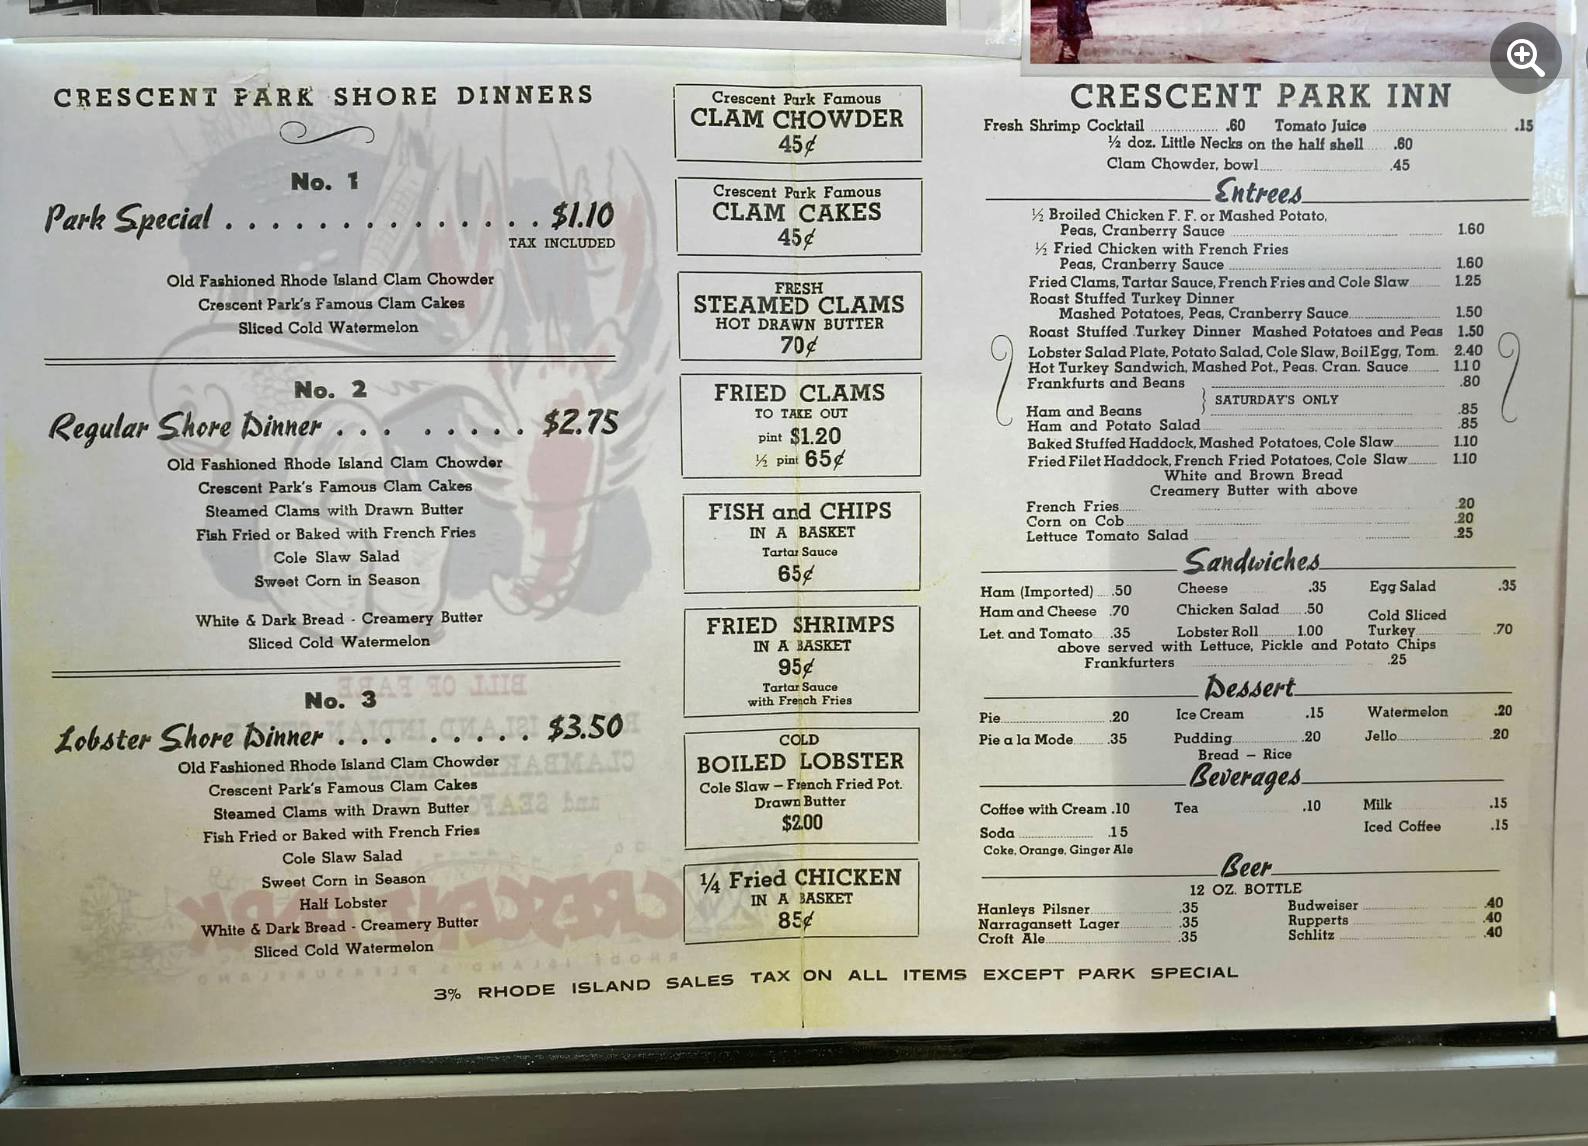 CRESCENT PARK SHORE DINNERS
No. 1
Park Special . . . . . . . . . . . . . . $1.10
TAX INCLUDED
Old Fashioned Rhode Island Clam Chowder
Crescent Park's Famous Clam Cakes
Sliced Cold Watermelon
No. 2
Regular Shore Dinner . . . . . . . . $2.75
Old Fashioned Rhode Island Clam Chowder
Crescent Park's Famous Clam Cakes
Steamed Clams with Drawn Butter
Fish Fried or Baked with French Fries
Cole Slaw Salad
Sweet Corn in Season
White & Dark Bread - Creamery Butter
Sliced Cold Watermelon
No. 3
Lobster Shore Dinner . . . . . . . . $3.50
Old Fashioned Rhode Island Clam Chowder
Crescent Park's Famous Clam Cakes
Steamed Clams with Drawn Butter
Fish Fried or Baked with French Fries
Cole Slaw Salad
Sweet Corn in Season
Half Lobster
White & Dark Bread - Creamery Butter
Sliced Cold Watermelon
Crescent Park Famous
CLAM CHOWDER
45¢
Crescent Park Famous
CLAM CAKES
45¢
FRESH
STEAMED CLAMS
HOT DRAWN BUTTER
70¢
FRIED CLAMS
TO TAKE OUT
pint $1.20
½ pint 65¢
FISH and CHIPS
IN A BASKET
Tartar Sauce
65¢
FRIED SHRIMPS
IN A BASKET
95¢
Tartar Sauce
with French Fries
COLD
BOILED LOBSTER
Cole Slaw – French Fried Pot.
Drawn Butter
$2.00
¼ Fried CHICKEN
IN A BASKET
85¢
CRESCENT PARK INN
Fresh Shrimp Cocktail .60 Tomato Juice .15
½ doz. Little Necks on the half shell .60
Clam Chowder, bowl .45
Entrees
½ Broiled Chicken F. F. or Mashed Potato,
Peas, Cranberry Sauce 1.60
½ Fried Chicken with French Fries
Peas, Cranberry Sauce 1.60
Fried Clams, Tartar Sauce, French Fries and Cole Slaw 1.25
Roast Stuffed Turkey Dinner
Mashed Potatoes, Peas, Cranberry Sauce 1.50
Roast Stuffed Turkey Dinner Mashed Potatoes and Peas 1.50
Lobster Salad Plate, Potato Salad, Cole Slaw, Boil Egg, Tom. 2.40
Hot Turkey Sandwich, Mashed Pot., Peas. Cran. Sauce 1.10
Frankfurts and Beans .80
SATURDAY'S ONLY
Ham and Beans .85
Ham and Potato Salad .85
Baked Stuffed Haddock, Mashed Potatoes, Cole Slaw 1.10
Fried Filet Haddock, French Fried Potatoes, Cole Slaw 1.10
White and Brown Bread
Creamery Butter with above
French Fries .20
Corn on Cob .20
Lettuce Tomato Salad .25
Sandwiches
Ham (Imported) .50 Cheese .35 Egg Salad .35
Ham and Cheese .70 Chicken Salad .50 Cold Sliced
Let. and Tomato .35 Lobster Roll 1.00 Turkey .70
above served with Lettuce, Pickle and Potato Chips
Frankfurters .25
Dessert
Pie .20 Ice Cream .15 Watermelon .20
Pie a la Mode .35 Pudding .20 Jello .20
Bread – Rice
Beverages
Coffee with Cream .10 Tea .10 Milk .15
Soda .15 Iced Coffee .15
Coke, Orange, Ginger Ale
Beer
12 OZ. BOTTLE
Hanleys Pilsner .35 Budweiser .40
Narragansett Lager .35 Rupperts .40
Croft Ale .35 Schlitz .40
3% RHODE ISLAND SALES TAX ON ALL ITEMS EXCEPT PARK SPECIAL